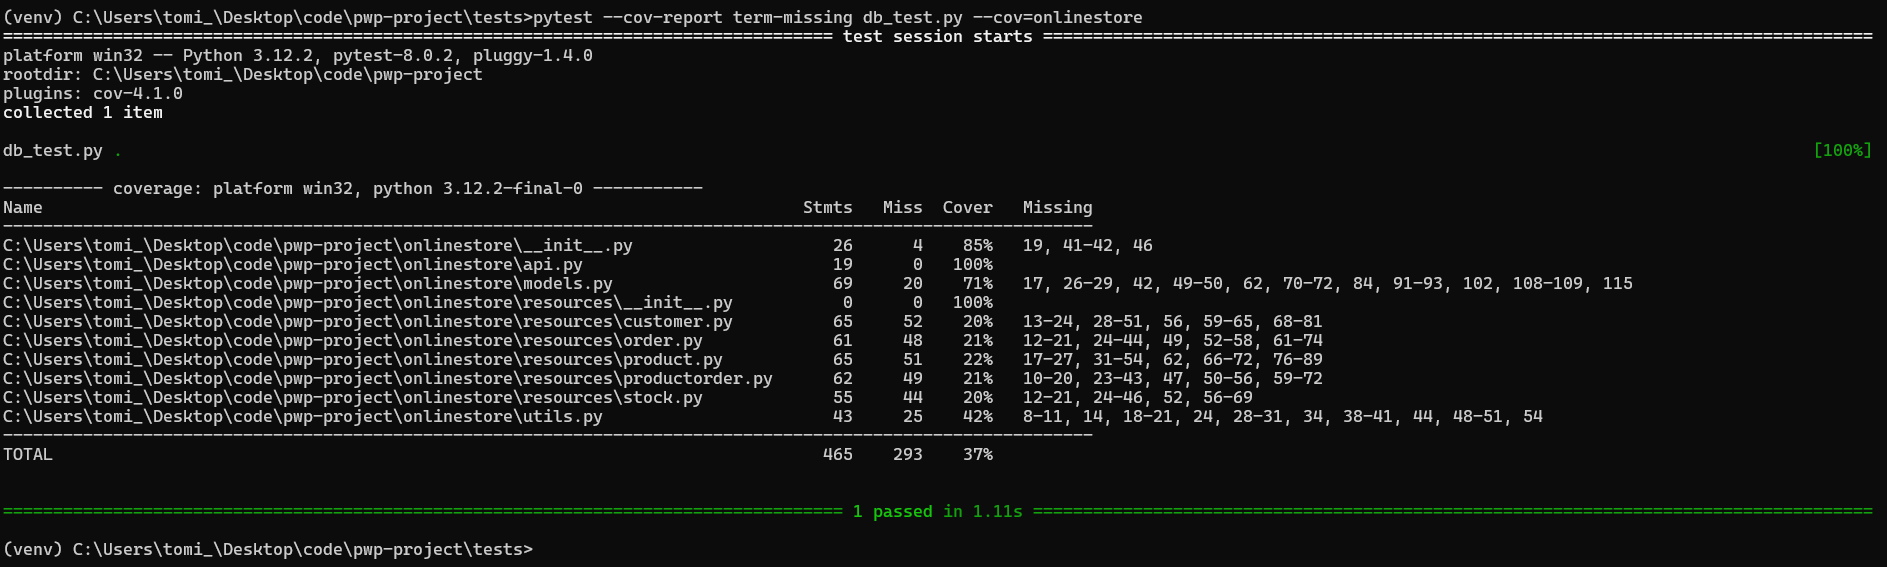 (venv) C:\Users\tomi_\Desktop\code\pwp-project\tests>pytest --cov-report term-missing db_test.py --cov=onlinestore
=================================================================================== test session starts ===================================================================================
platform win32 -- Python 3.12.2, pytest-8.0.2, pluggy-1.4.0
rootdir: C:\Users\tomi_\Desktop\code\pwp-project
plugins: cov-4.1.0
collected 1 item

db_test.py .                                                                                                                                                                         [100%]

---------- coverage: platform win32, python 3.12.2-final-0 -----------
Name                                                                            Stmts   Miss  Cover   Missing
-------------------------------------------------------------------------------------------------------------
C:\Users\tomi_\Desktop\code\pwp-project\onlinestore\__init__.py                    26      4    85%   19, 41-42, 46
C:\Users\tomi_\Desktop\code\pwp-project\onlinestore\api.py                         19      0   100%
C:\Users\tomi_\Desktop\code\pwp-project\onlinestore\models.py                      69     20    71%   17, 26-29, 42, 49-50, 62, 70-72, 84, 91-93, 102, 108-109, 115
C:\Users\tomi_\Desktop\code\pwp-project\onlinestore\resources\__init__.py           0      0   100%
C:\Users\tomi_\Desktop\code\pwp-project\onlinestore\resources\customer.py          65     52    20%   13-24, 28-51, 56, 59-65, 68-81
C:\Users\tomi_\Desktop\code\pwp-project\onlinestore\resources\order.py             61     48    21%   12-21, 24-44, 49, 52-58, 61-74
C:\Users\tomi_\Desktop\code\pwp-project\onlinestore\resources\product.py           65     51    22%   17-27, 31-54, 62, 66-72, 76-89
C:\Users\tomi_\Desktop\code\pwp-project\onlinestore\resources\productorder.py      62     49    21%   10-20, 23-43, 47, 50-56, 59-72
C:\Users\tomi_\Desktop\code\pwp-project\onlinestore\resources\stock.py             55     44    20%   12-21, 24-46, 52, 56-69
C:\Users\tomi_\Desktop\code\pwp-project\onlinestore\utils.py                       43     25    42%   8-11, 14, 18-21, 24, 28-31, 34, 38-41, 44, 48-51, 54
-------------------------------------------------------------------------------------------------------------
TOTAL                                                                             465    293    37%

==================================================================================== 1 passed in 1.11s ====================================================================================

(venv) C:\Users\tomi_\Desktop\code\pwp-project\tests>